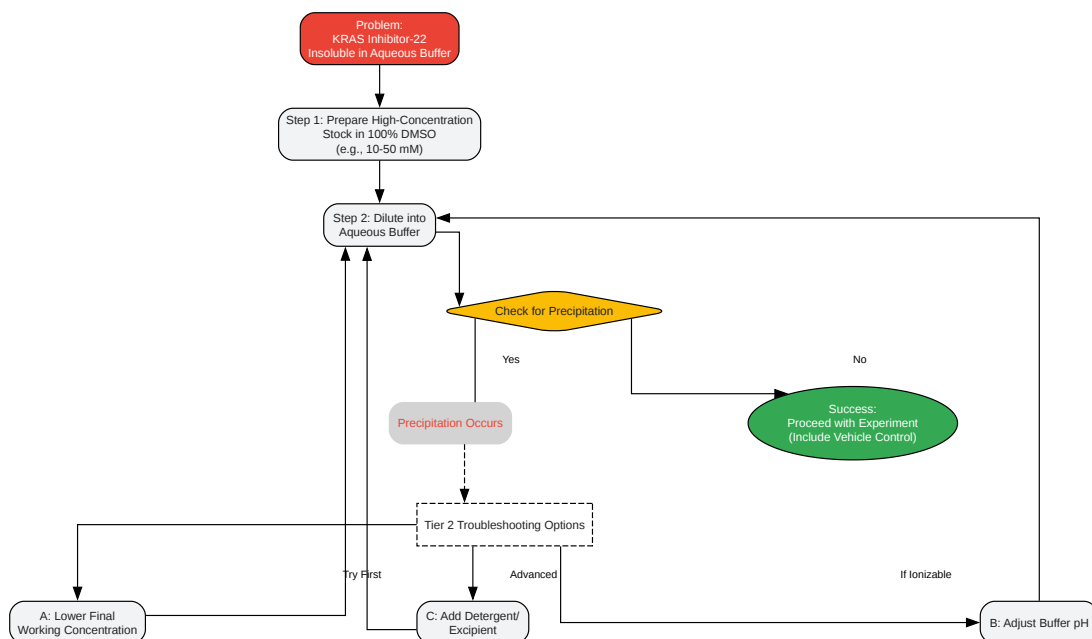 Problem:
KRAS Inhibitor-22
Insoluble in Aqueous Buffer
Step 1: Prepare High-Concentration
Stock in 100% DMSO
(e.g., 10-50 mM)
Step 2: Dilute into
Aqueous Buffer
Check for Precipitation
Yes
No
Precipitation Occurs
Success:
Proceed with Experiment
(Include Vehicle Control)
Tier 2 Troubleshooting Options
Try First
Advanced
If Ionizable
A: Lower Final
Working Concentration
C: Add Detergent/
Excipient
B: Adjust Buffer pH